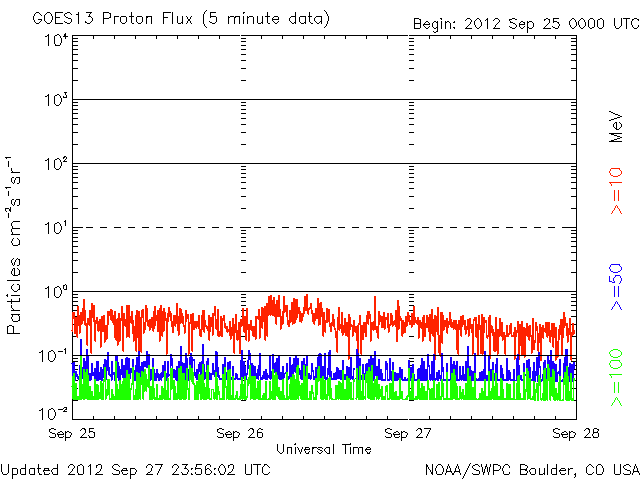 GOES13 Proton Flux (5 minute data)
Begin: 2012 Sep 25 0000 UTC
Particles cm⁻²s⁻¹sr⁻¹
10⁴
10³
10²
10¹
10⁰
10⁻¹
10⁻²
MeV
>=10
>=50
>=100
Sep 25
Sep 26
Sep 27
Sep 28
Universal Time
Updated 2012 Sep 27 23:56:02 UTC
NOAA/SWPC Boulder, CO USA